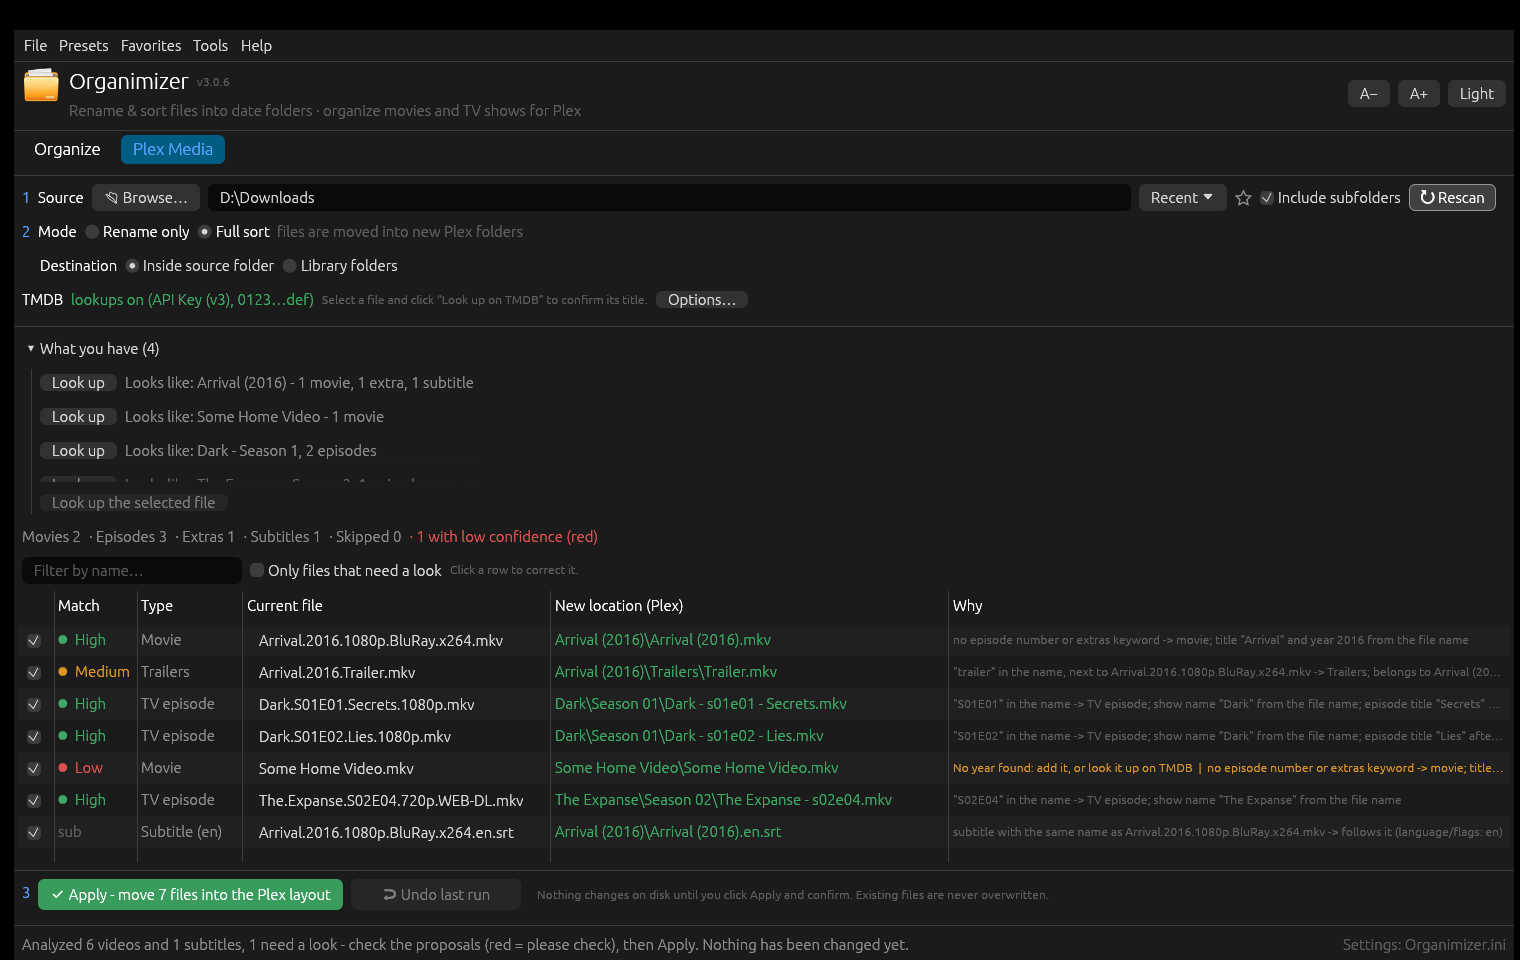 File Presets Favorites Tools Help
Organimizer v3.0.6
Rename & sort files into date folders · organize movies and TV shows for Plex
A− A+ Light
Organize Plex Media
1 Source Browse… D:\Downloads Recent Include subfolders Rescan
2 Mode Rename only Full sort files are moved into new Plex folders
Destination Inside source folder Library folders
TMDB lookups on (API Key (v3), 0123…def) Select a file and click “Look up on TMDB” to confirm its title. Options…
What you have (4)
Look up Looks like: Arrival (2016) - 1 movie, 1 extra, 1 subtitle
Look up Looks like: Some Home Video - 1 movie
Look up Looks like: Dark - Season 1, 2 episodes
Look up the selected file
Movies 2 · Episodes 3 · Extras 1 · Subtitles 1 · Skipped 0 · 1 with low confidence (red)
Filter by name… Only files that need a look Click a row to correct it.
Match Type Current file New location (Plex) Why
High Movie Arrival.2016.1080p.BluRay.x264.mkv Arrival (2016)\Arrival (2016).mkv no episode number or extras keyword -> movie; title "Arrival" and year 2016 from the file name
Medium Trailers Arrival.2016.Trailer.mkv Arrival (2016)\Trailers\Trailer.mkv "trailer" in the name, next to Arrival.2016.1080p.BluRay.x264.mkv -> Trailers; belongs to Arrival (20…
High TV episode Dark.S01E01.Secrets.1080p.mkv Dark\Season 01\Dark - s01e01 - Secrets.mkv "S01E01" in the name -> TV episode; show name "Dark" from the file name; episode title "Secrets" …
High TV episode Dark.S01E02.Lies.1080p.mkv Dark\Season 01\Dark - s01e02 - Lies.mkv "S01E02" in the name -> TV episode; show name "Dark" from the file name; episode title "Lies" afte…
Low Movie Some Home Video.mkv Some Home Video\Some Home Video.mkv No year found: add it, or look it up on TMDB | no episode number or extras keyword -> movie; title…
High TV episode The.Expanse.S02E04.720p.WEB-DL.mkv The Expanse\Season 02\The Expanse - s02e04.mkv "S02E04" in the name -> TV episode; show name "The Expanse" from the file name
sub Subtitle (en) Arrival.2016.1080p.BluRay.x264.en.srt Arrival (2016)\Arrival (2016).en.srt subtitle with the same name as Arrival.2016.1080p.BluRay.x264.mkv -> follows it (language/flags: en)
3 Apply - move 7 files into the Plex layout Undo last run Nothing changes on disk until you click Apply and confirm. Existing files are never overwritten.
Analyzed 6 videos and 1 subtitles, 1 need a look - check the proposals (red = please check), then Apply. Nothing has been changed yet. Settings: Organimizer.ini